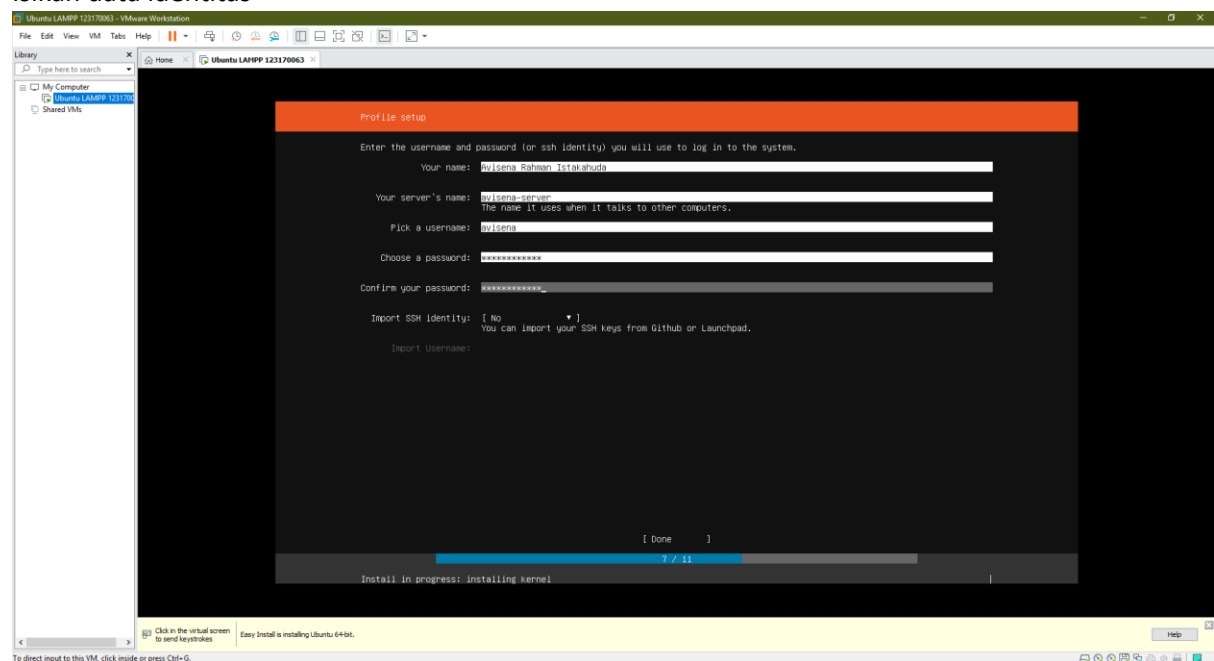 Isikan data identitas
Ubuntu LAMPP 123170063 - VMware Workstation
File Edit View VM Tabs Help
Library
Home
Ubuntu LAMPP 123170063
Type here to search
My Computer
Ubuntu LAMPP 12317006
Shared VMs
Profile setup
Enter the username and password (or ssh identity) you will use to log in to the system.
Your name: Avisena Rahman Istakahuda
Your server's name: avisena-server
The name it uses when it talks to other computers.
Pick a username: avisena
Choose a password: ************
Confirm your password: ************_
Import SSH identity: [ No ▾ ]
You can import your SSH keys from Github or Launchpad.
Import Username:
[ Done ]
7 / 11
Install in progress: installing kernel
Click in the virtual screen
to send keystrokes
Easy Install is installing Ubuntu 64-bit.
Help
To direct input to this VM, click inside or press Ctrl+G.